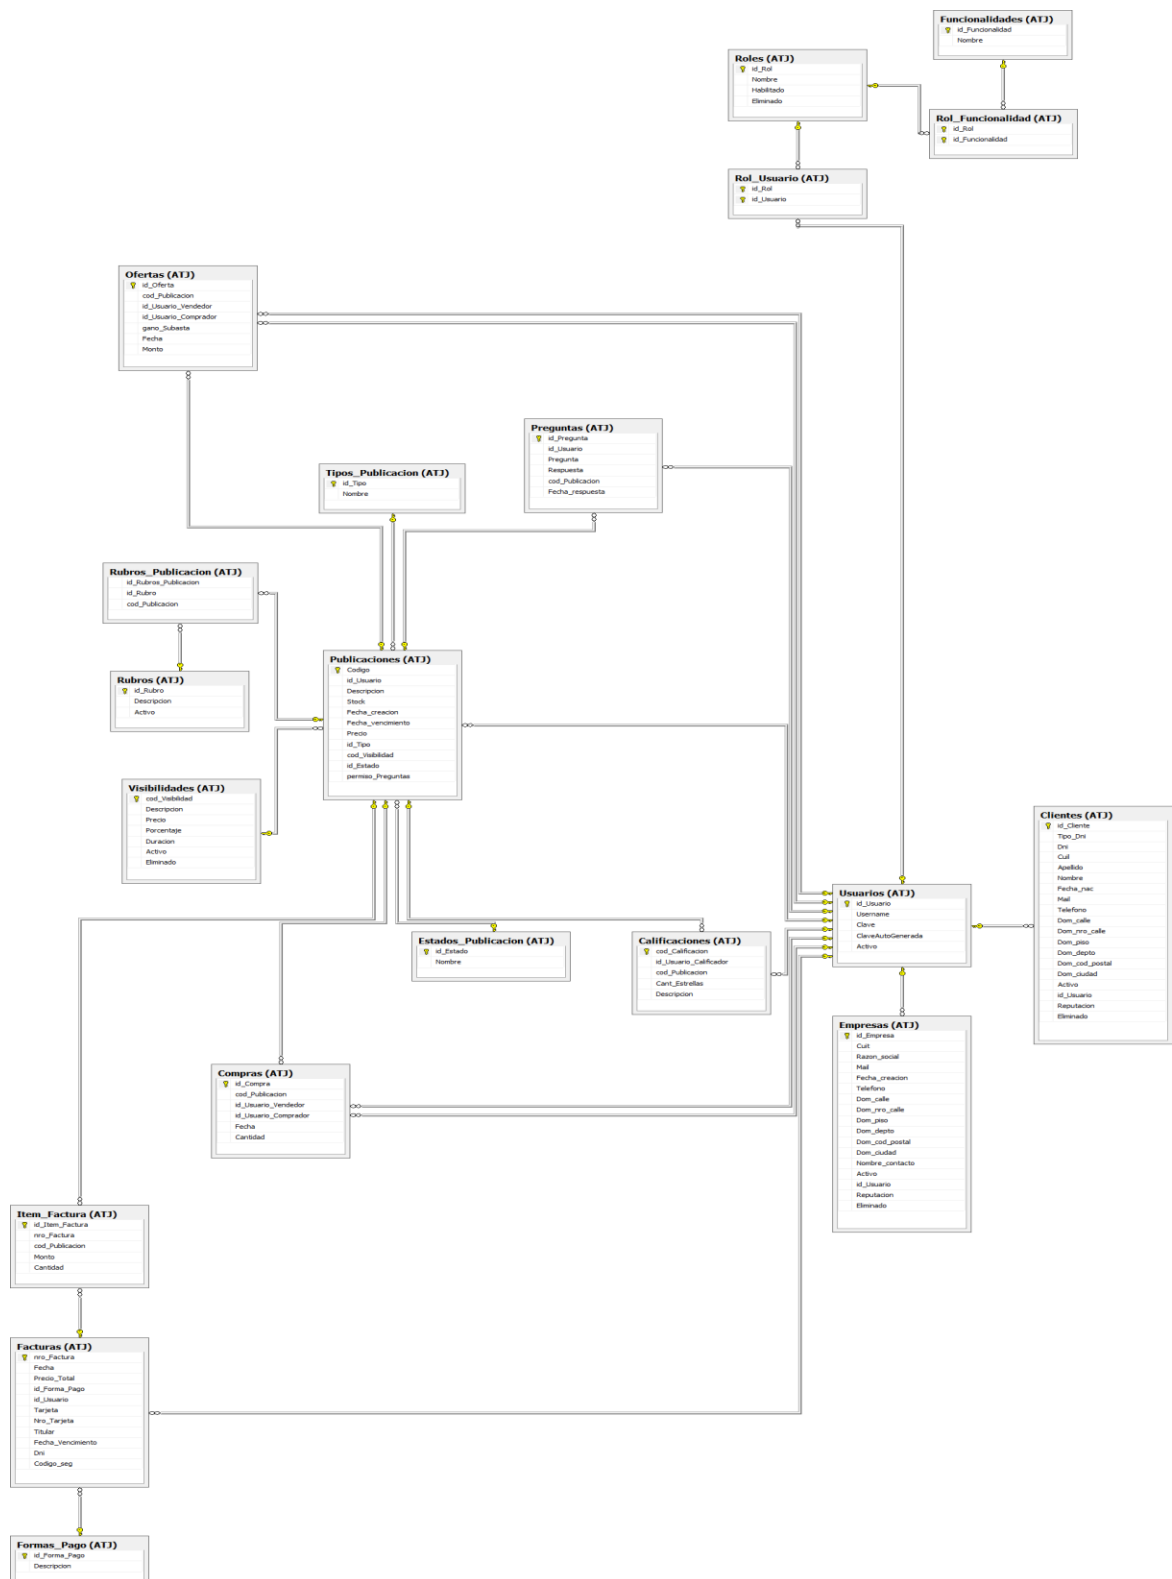 Funcionalidades (ATJ)
id_Funcionalidad
Nombre
Roles (ATJ)
id_Rol
Nombre
Habilitado
Eliminado
Rol_Funcionalidad (ATJ)
id_Rol
id_Funcionalidad
Rol_Usuario (ATJ)
id_Rol
id_Usuario
Ofertas (ATJ)
id_Oferta
cod_Publicacion
id_Usuario_Vendedor
id_Usuario_Comprador
gano_Subasta
Fecha
Monto
Preguntas (ATJ)
id_Pregunta
id_Usuario
Pregunta
Respuesta
cod_Publicacion
Fecha_respuesta
Tipos_Publicacion (ATJ)
id_Tipo
Nombre
Rubros_Publicacion (ATJ)
id_Rubros_Publicacion
id_Rubro
cod_Publicacion
Publicaciones (ATJ)
Codigo
id_Usuario
Descripcion
Stock
Fecha_creacion
Fecha_vencimiento
Precio
id_Tipo
cod_Visibilidad
id_Estado
permiso_Preguntas
Rubros (ATJ)
id_Rubro
Descripcion
Activo
Visibilidades (ATJ)
cod_Visibilidad
Descripcion
Precio
Porcentaje
Duracion
Activo
Eliminado
Clientes (ATJ)
id_Cliente
Tipo_Dni
Dni
Cuil
Apellido
Nombre
Fecha_nac
Mail
Telefono
Dom_calle
Dom_nro_calle
Dom_piso
Dom_depto
Dom_cod_postal
Dom_ciudad
Activo
id_Usuario
Reputacion
Eliminado
Usuarios (ATJ)
id_Usuario
Username
Clave
ClaveAutoGenerada
Activo
Estados_Publicacion (ATJ)
id_Estado
Nombre
Calificaciones (ATJ)
cod_Calificacion
id_Usuario_Calificador
cod_Publicacion
Cant_Estrellas
Descripcion
Empresas (ATJ)
id_Empresa
Cuit
Razon_social
Mail
Fecha_creacion
Telefono
Dom_calle
Dom_nro_calle
Dom_piso
Dom_depto
Dom_cod_postal
Dom_ciudad
Nombre_contacto
Activo
id_Usuario
Reputacion
Eliminado
Compras (ATJ)
id_Compra
cod_Publicacion
id_Usuario_Vendedor
id_Usuario_Comprador
Fecha
Cantidad
Item_Factura (ATJ)
id_Item_Factura
nro_Factura
cod_Publicacion
Monto
Cantidad
Facturas (ATJ)
nro_Factura
Fecha
Precio_Total
id_Forma_Pago
id_Usuario
Tarjeta
Nro_Tarjeta
Titular
Fecha_Vencimiento
Dni
Codigo_seg
Formas_Pago (ATJ)
id_Forma_Pago
Descripcion